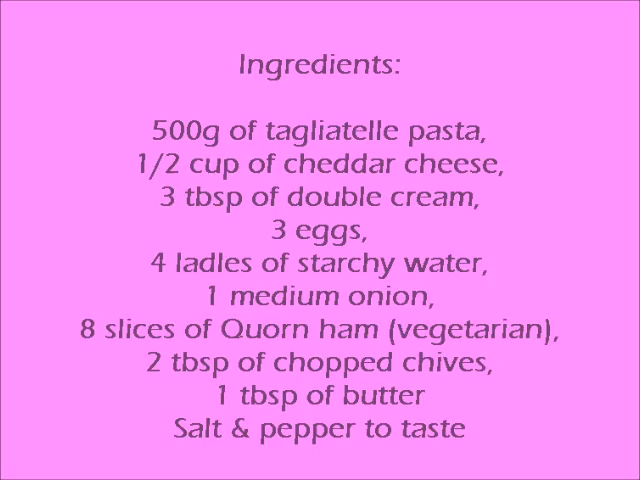 Ingredients:
500g of tagliatelle pasta,
1/2 cup of cheddar cheese,
3 tbsp of double cream,
3 eggs,
4 ladles of starchy water,
1 medium onion,
8 slices of Quorn ham (vegetarian),
2 tbsp of chopped chives,
1 tbsp of butter
Salt & pepper to taste